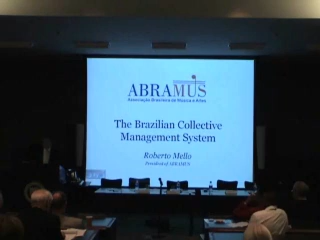 ABRAMUS
Associação Brasileira de Música e Artes
The Brazilian Collective
Management System
Roberto Mello
President of ABRAMUS